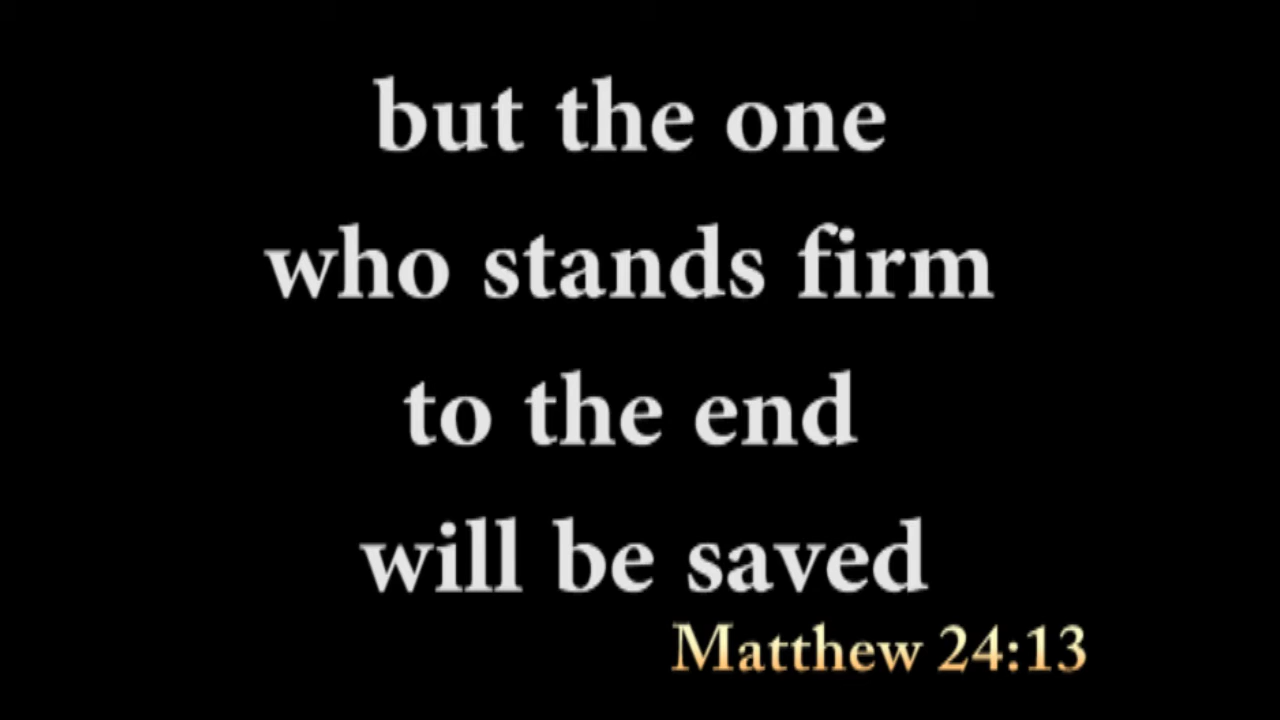 but the one
who stands firm
to the end
will be saved
Matthew 24:13